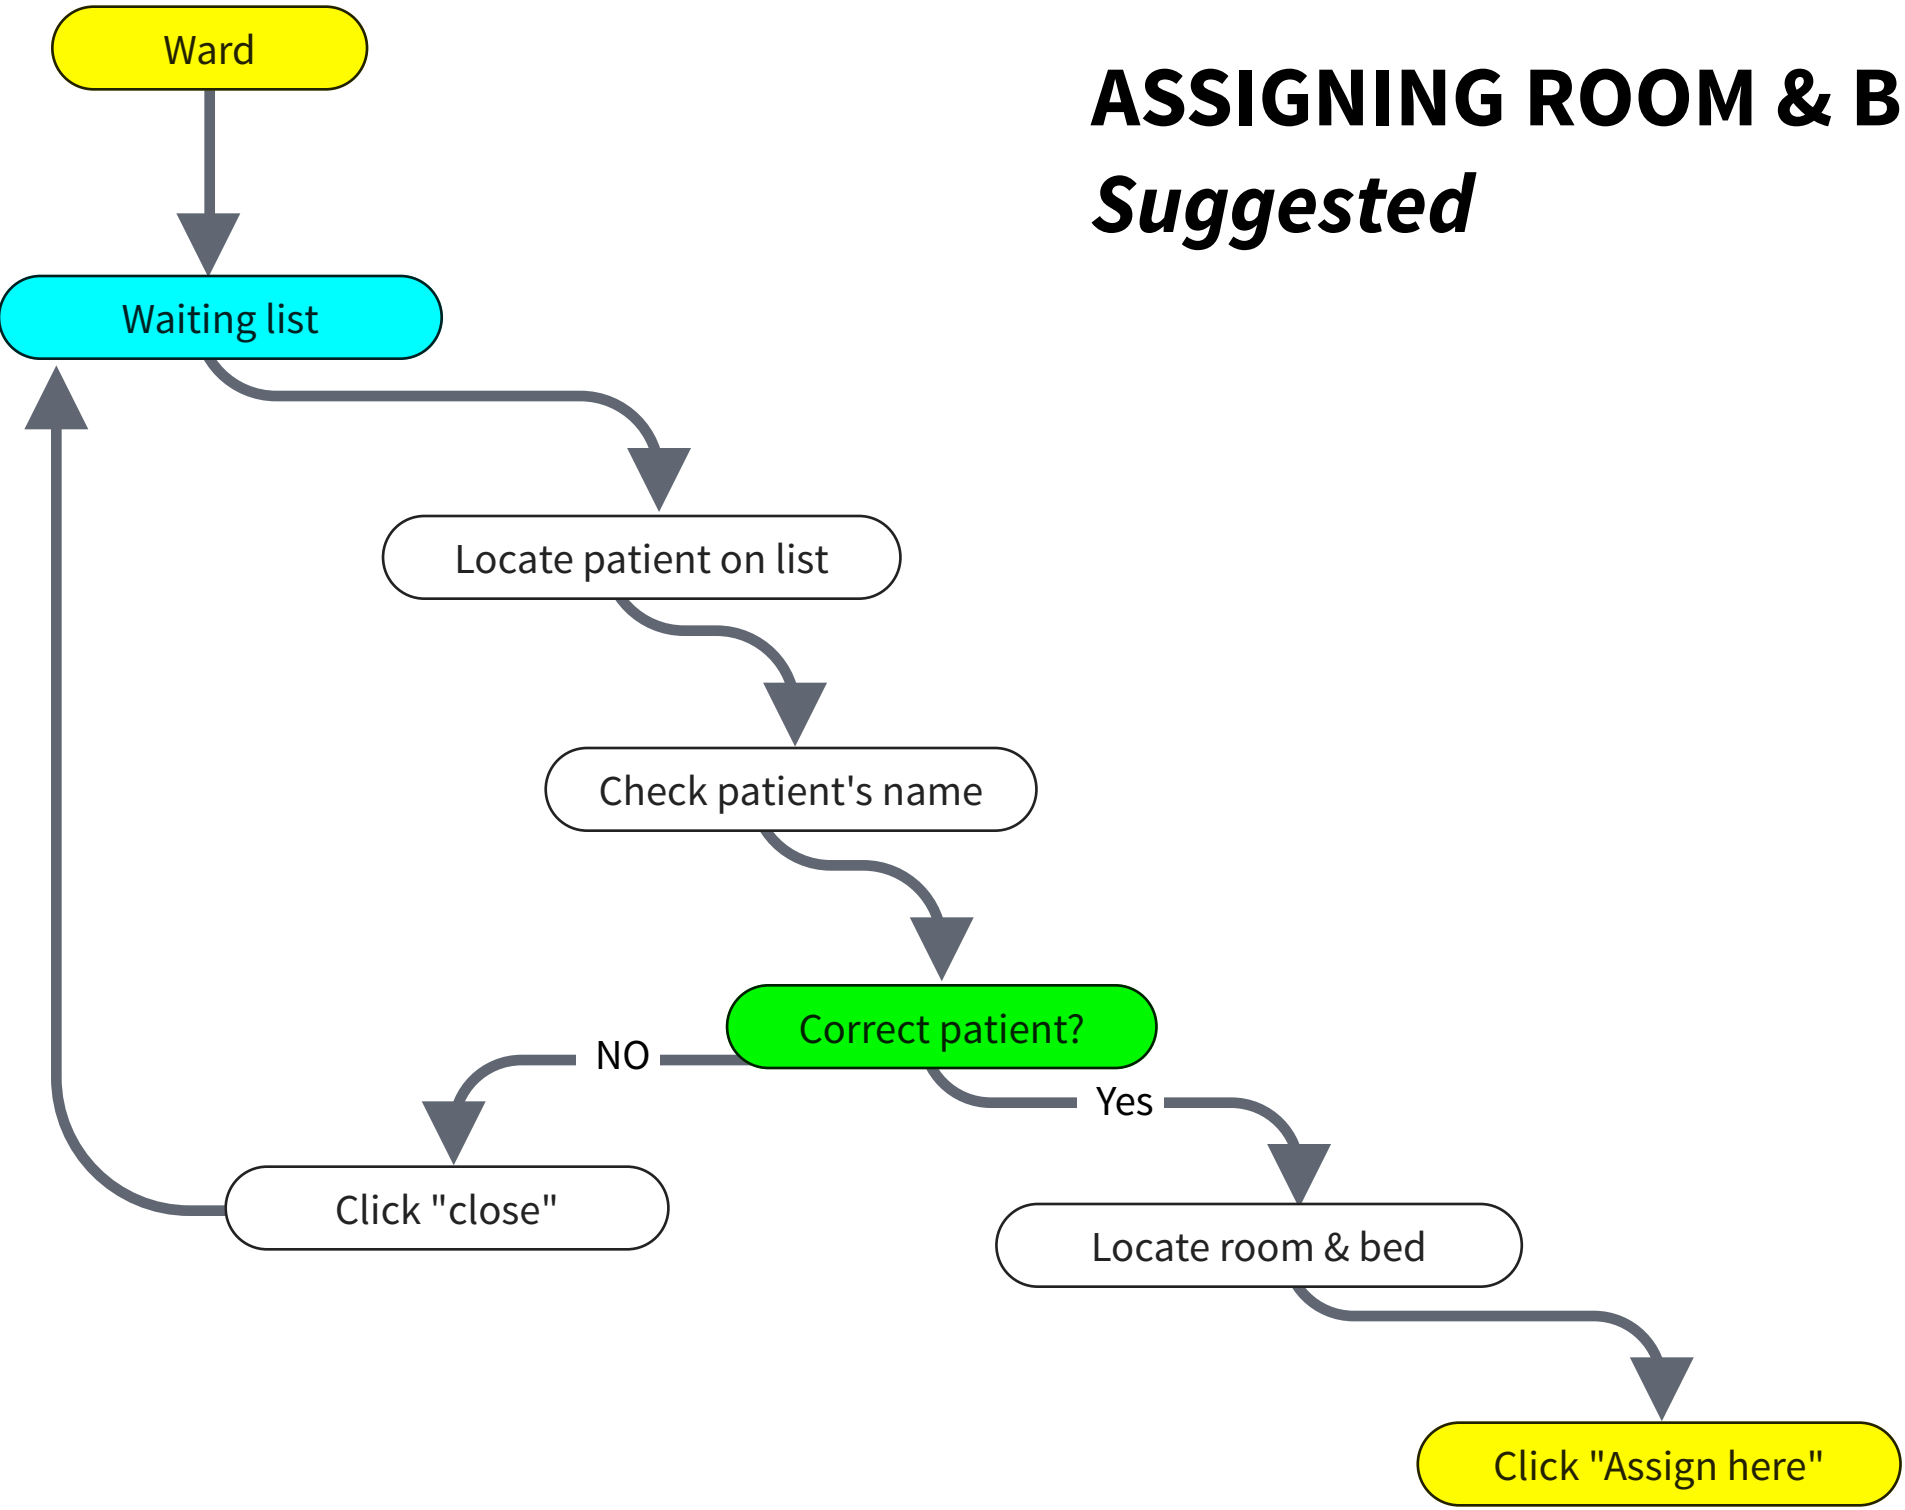 Ward
ASSIGNING ROOM & B
Suggested
Waiting list
Locate patient on list
Check patient's name
Correct patient?
NO
Yes
Click "close"
Locate room & bed
Click "Assign here"